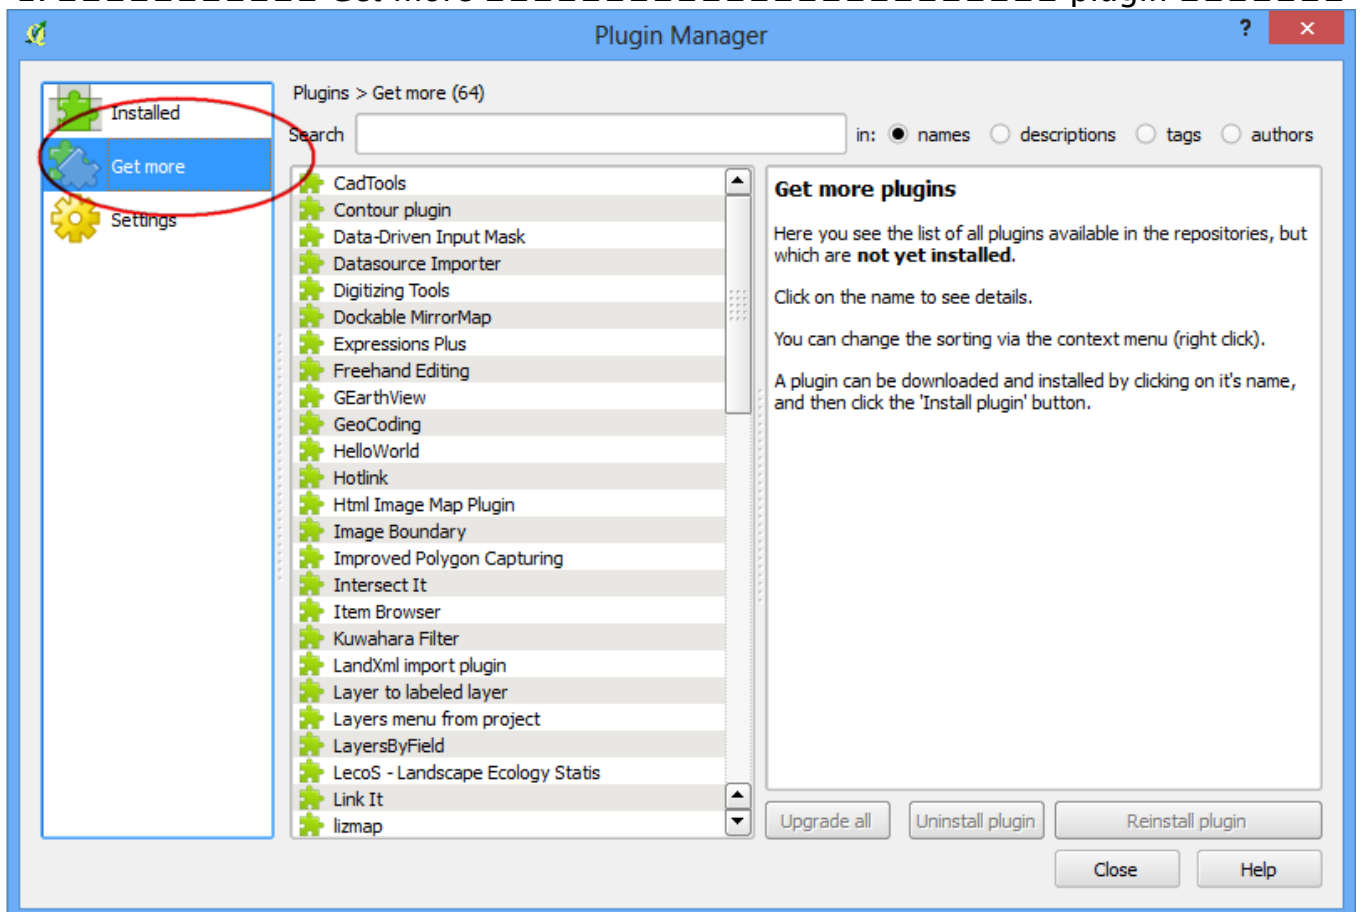 Get more
plugin
Plugin Manager
?
Installed
Get more
Settings
Plugins > Get more (64)
Search
in: names descriptions tags authors
CadTools
Contour plugin
Data-Driven Input Mask
Datasource Importer
Digitizing Tools
Dockable MirrorMap
Expressions Plus
Freehand Editing
GEarthView
GeoCoding
HelloWorld
Hotlink
Html Image Map Plugin
Image Boundary
Improved Polygon Capturing
Intersect It
Item Browser
Kuwahara Filter
LandXml import plugin
Layer to labeled layer
Layers menu from project
LayersByField
LecoS - Landscape Ecology Statis
Link It
lizmap
Get more plugins
Here you see the list of all plugins available in the repositories, but
which are not yet installed.
Click on the name to see details.
You can change the sorting via the context menu (right click).
A plugin can be downloaded and installed by clicking on it's name,
and then click the 'Install plugin' button.
Upgrade all
Uninstall plugin
Reinstall plugin
Close
Help